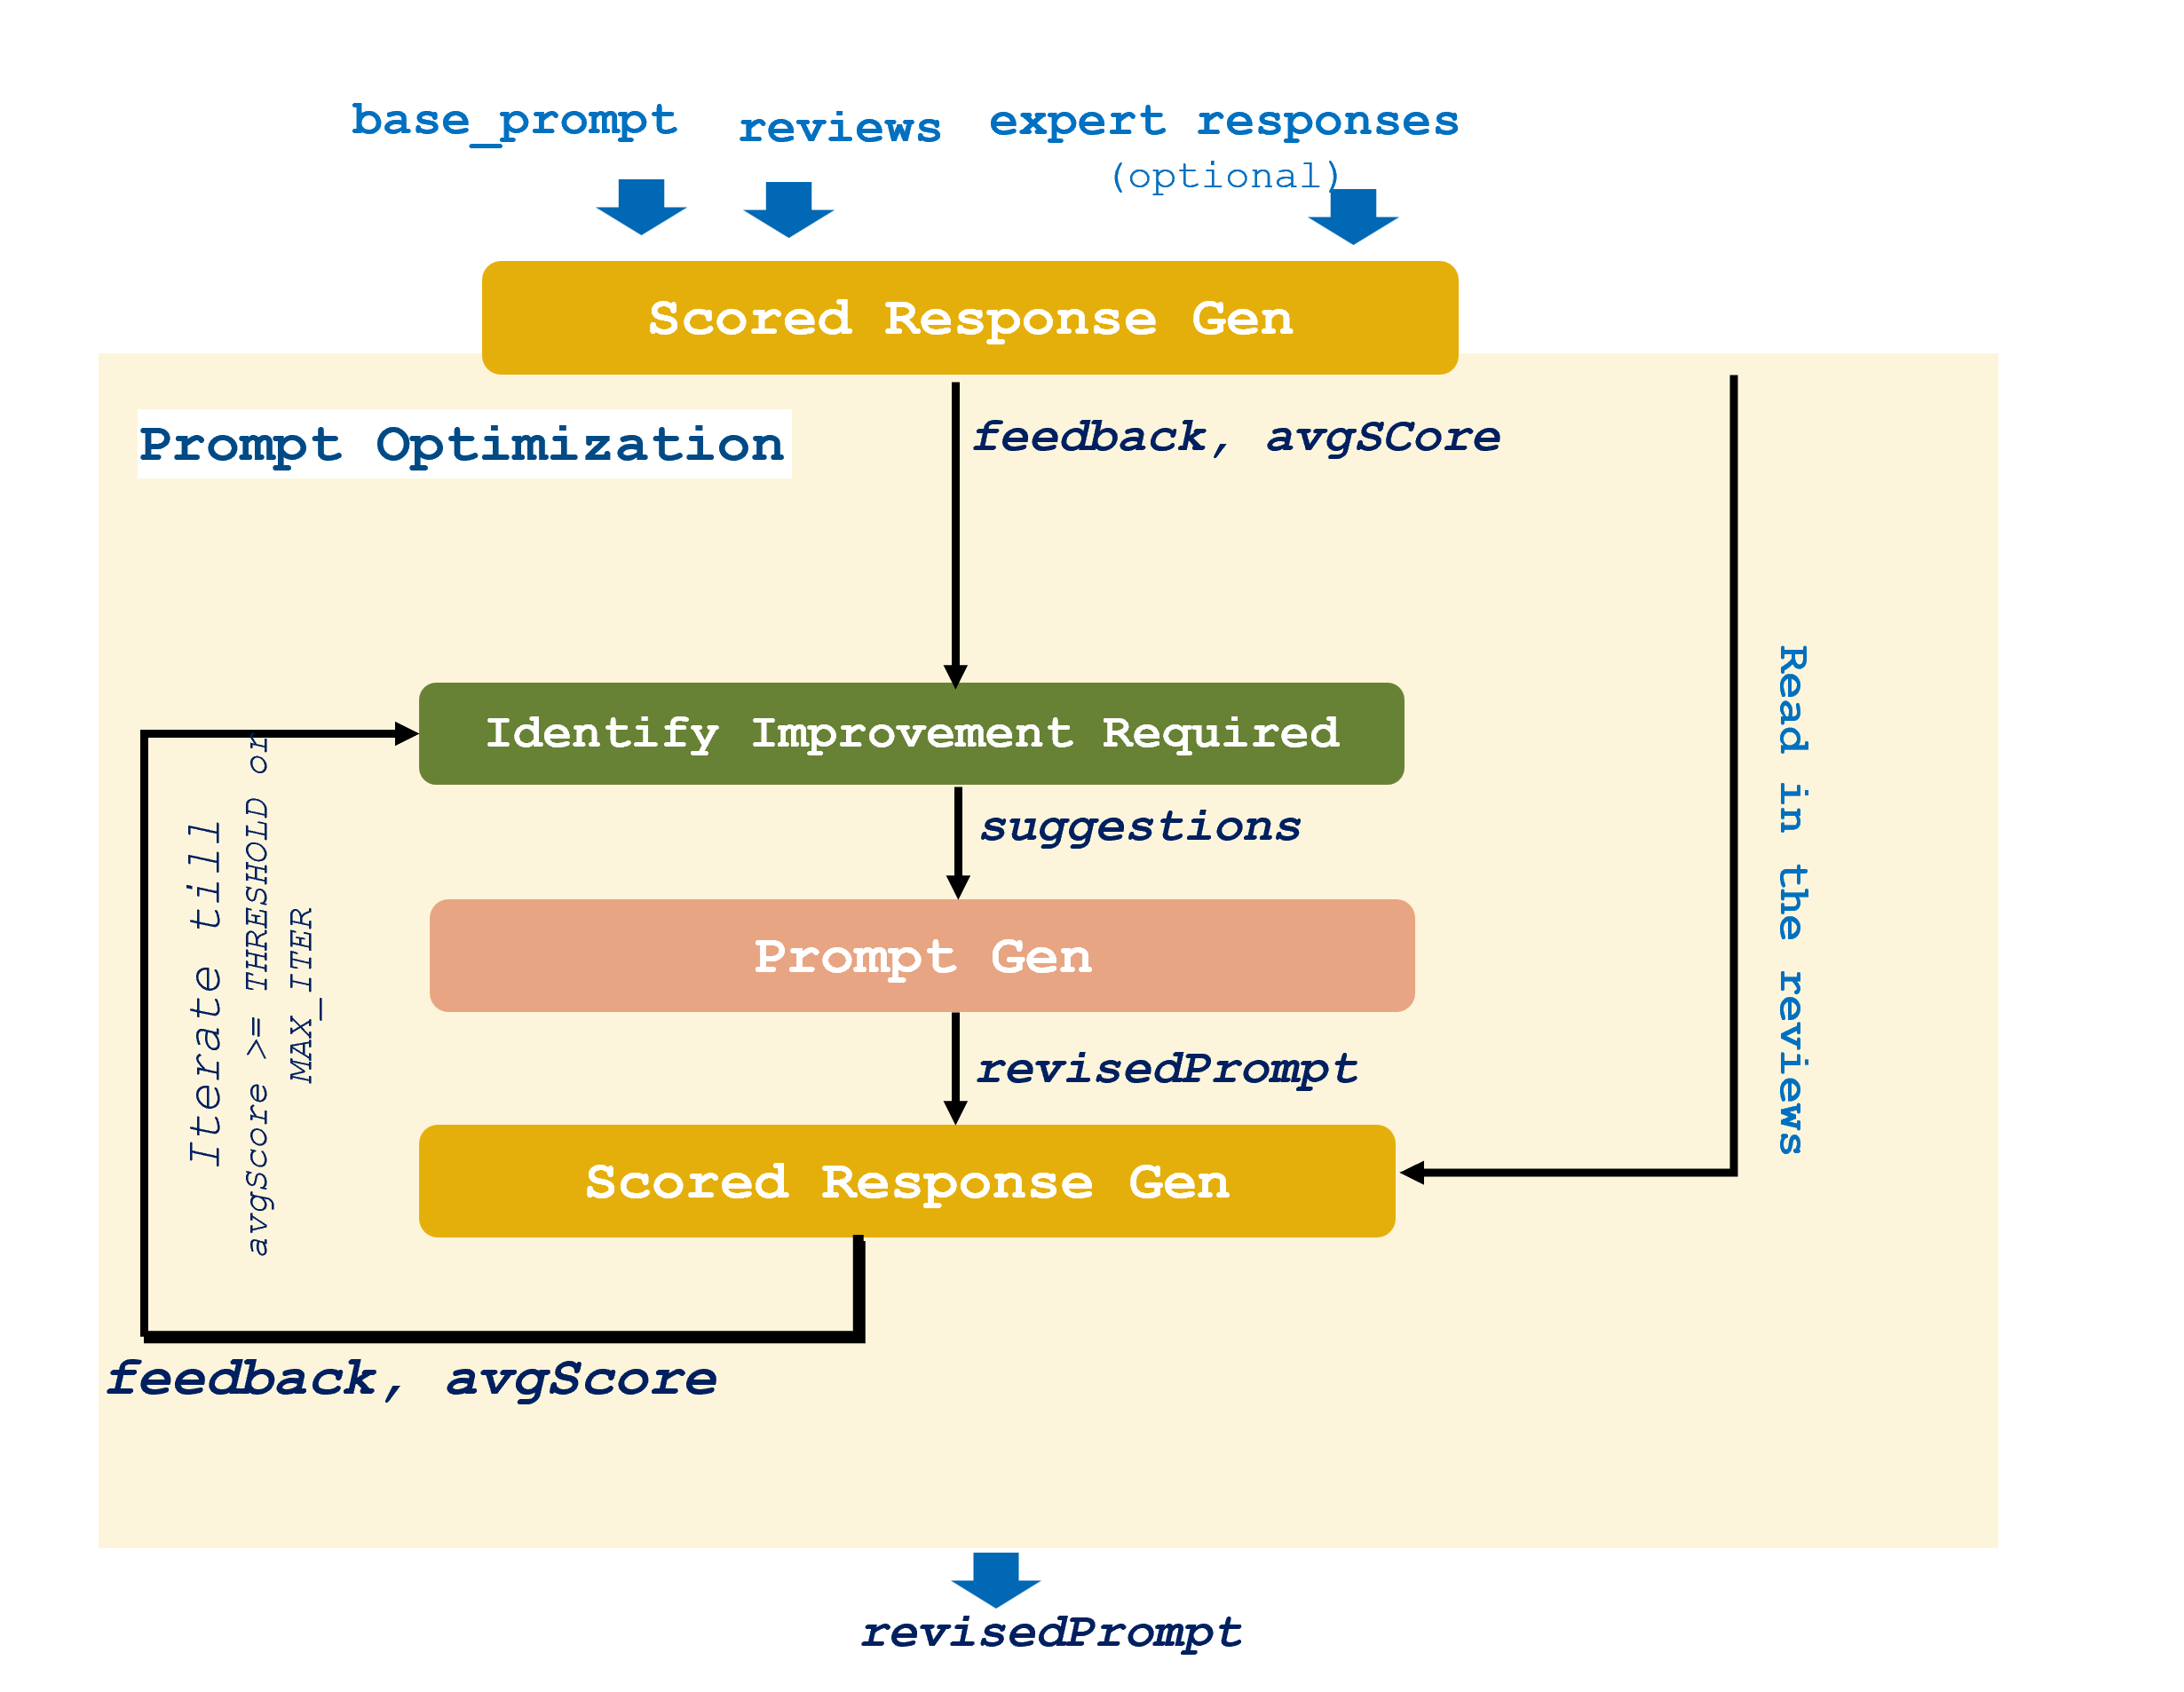 base_prompt
reviews
expert responses
(optional)
Scored Response Gen
Prompt Optimization
feedback, avgSCore
Identify Improvement Required
suggestions
Prompt Gen
revisedPrompt
Scored Response Gen
Iterate till
avgScore >= THRESHOLD or
MAX_ITER
Read in the reviews
feedback, avgScore
revisedPrompt